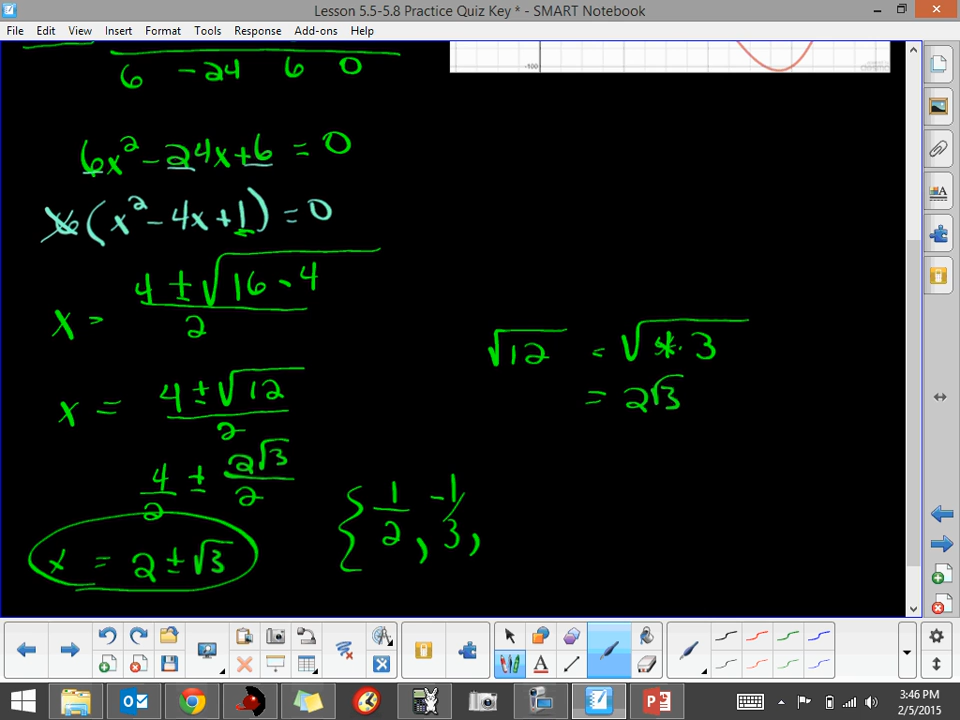 Lesson 5.5-5.8 Practice Quiz Key * - SMART Notebook
File Edit View Insert Format Tools Response Add-ons Help
-100
6 -24 6 0
6x² - 24x + 6 = 0
6(x² - 4x + 1) = 0
x = (4 ± √(16 - 4)) / 2
√12 = √(4 · 3)
= 2√3
x = (4 ± √12) / 2
4/2 ± 2√3/2
{1/2, -1/3,
x = 2 ± √3
3:46 PM
2/5/2015